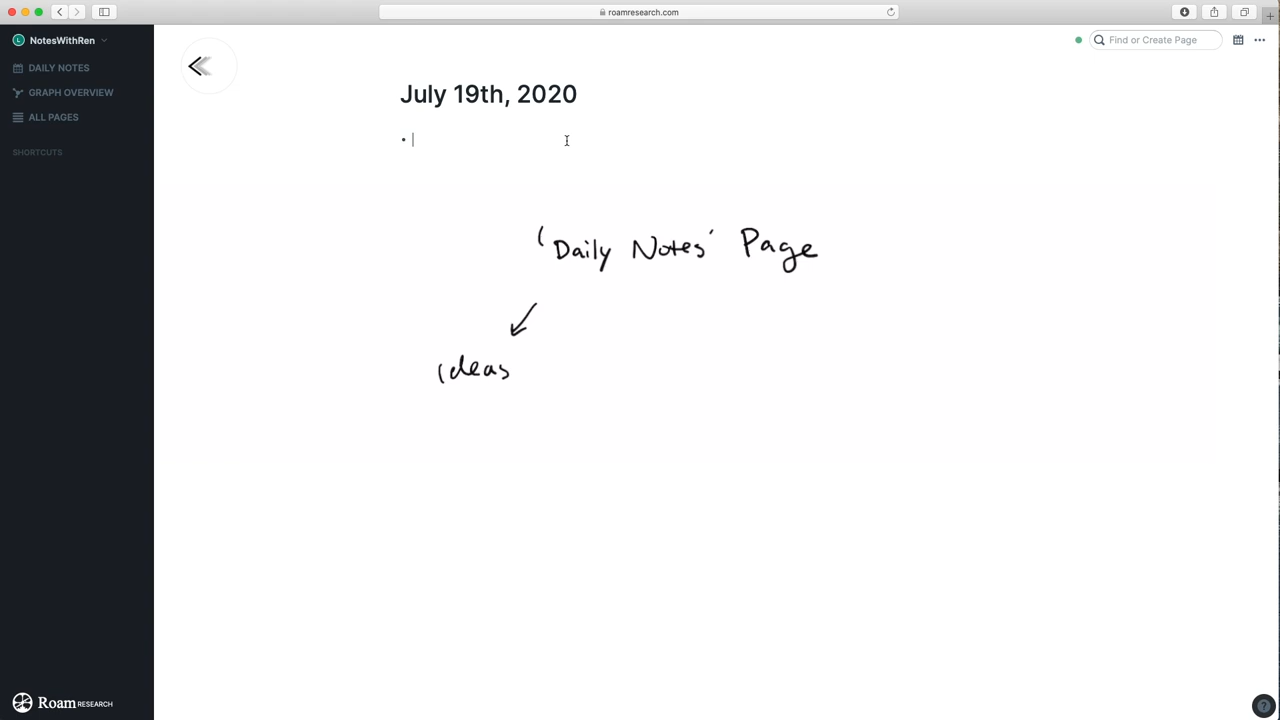 roamresearch.com
NotesWithRen
Find or Create Page
DAILY NOTES
GRAPH OVERVIEW
ALL PAGES
SHORTCUTS
July 19th, 2020
'Daily Notes' Page
ideas
Roam RESEARCH